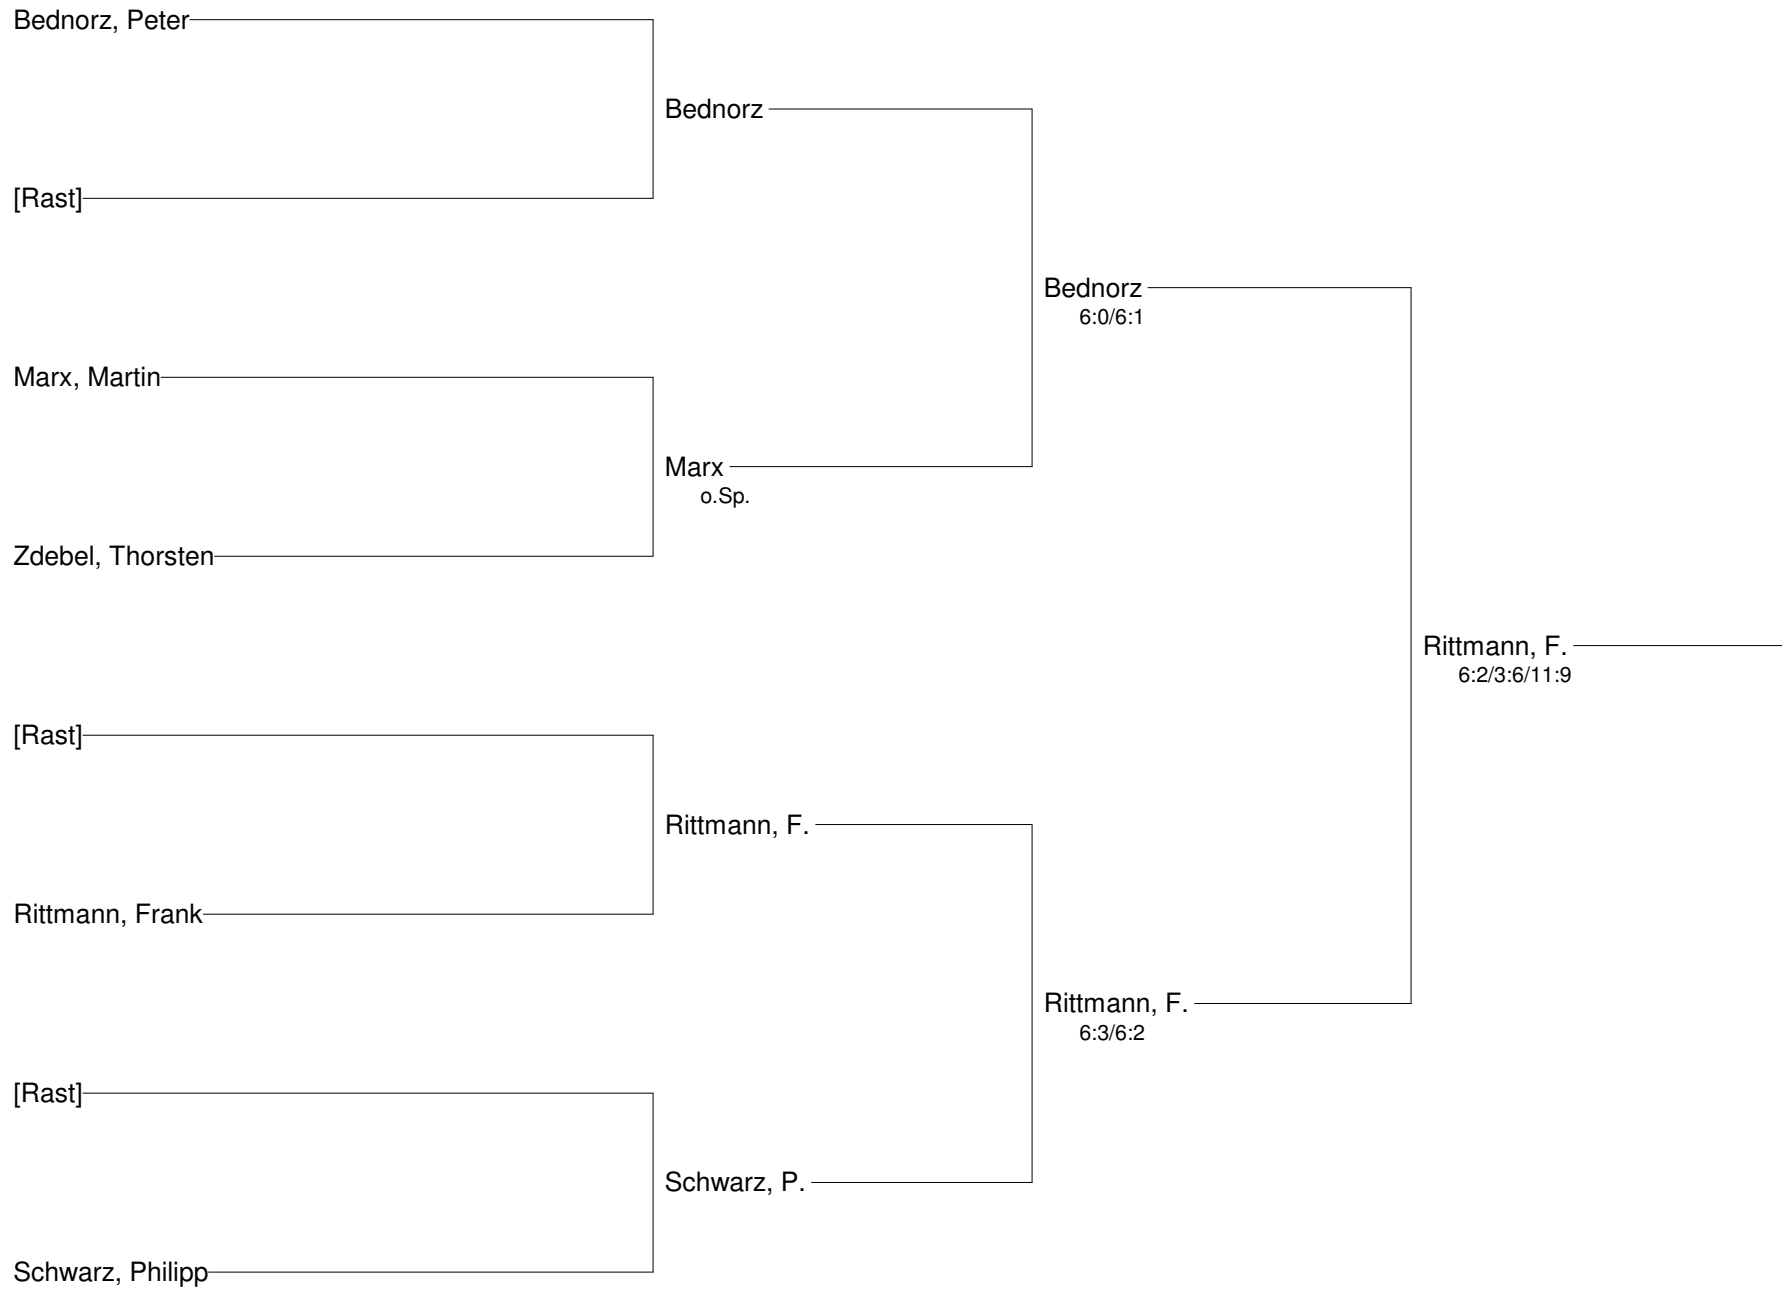 Bednorz, Peter
[Rast]
Marx, Martin
Zdebel, Thorsten
[Rast]
Rittmann, Frank
[Rast]
Schwarz, Philipp
Bednorz
Marx
o.Sp.
Rittmann, F.
Schwarz, P.
Bednorz
6:0/6:1
Rittmann, F.
6:3/6:2
Rittmann, F.
6:2/3:6/11:9